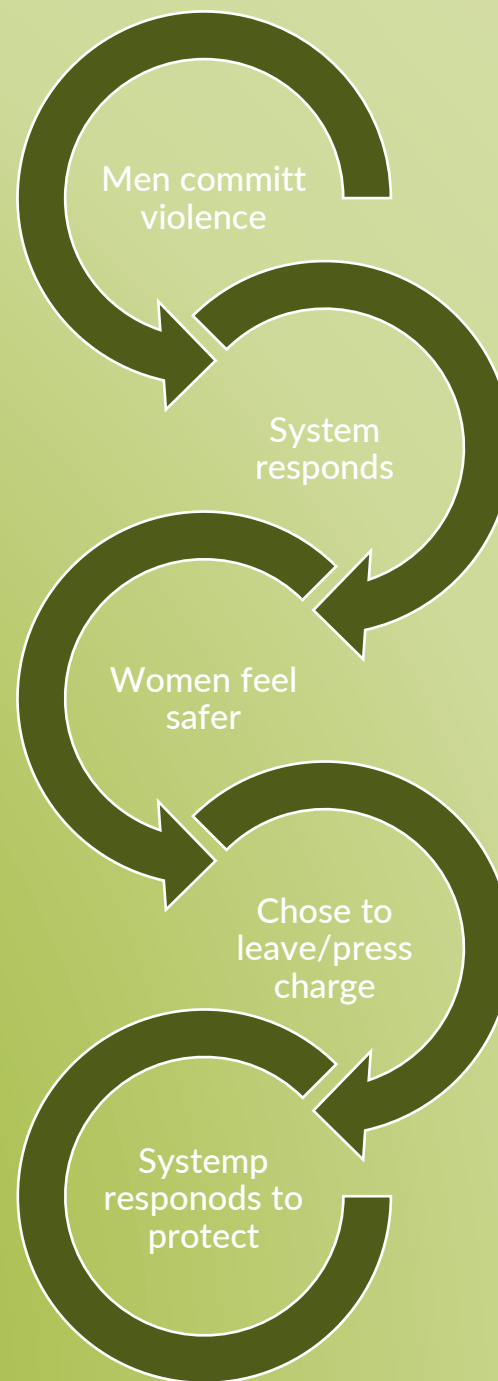 Men committ
violence
System
responds
Women feel
safer
Chose to
leave/press
charge
Systemp
responods to
protect